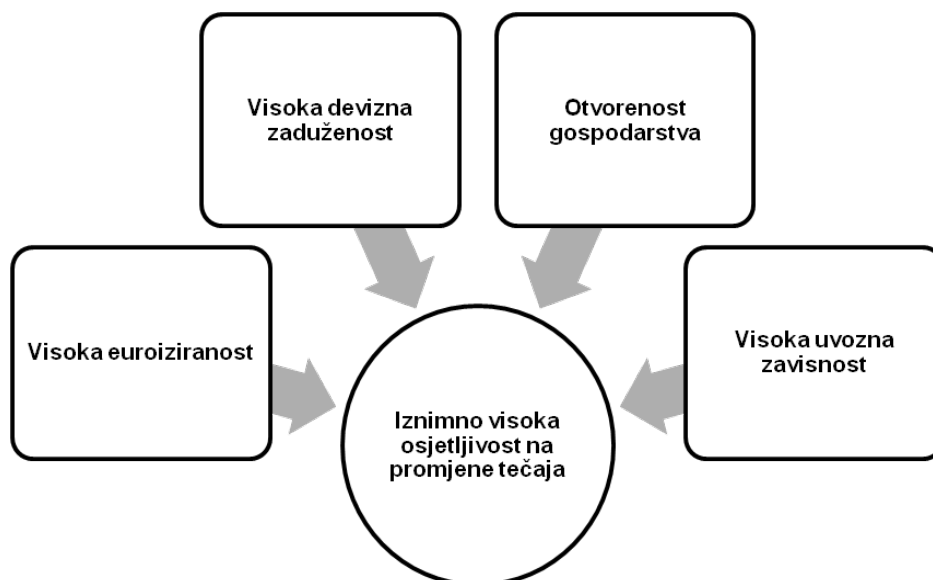 Visoka devizna
zaduženost
Otvorenost
gospodarstva
Visoka euroiziranost
Visoka uvozna
zavisnost
Iznimno visoka
osjetljivost na
promjene tečaja